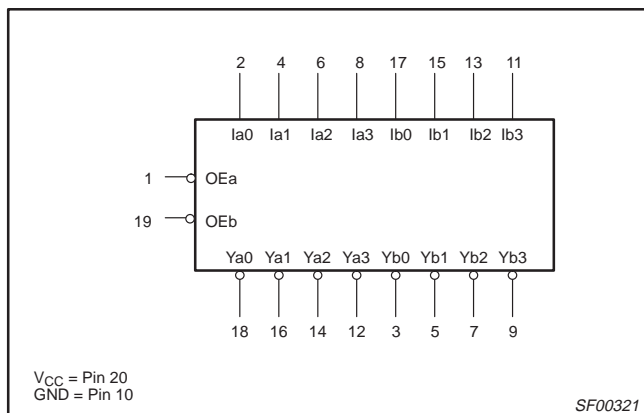 2 4 6 8 17 15 13 11
Ia0 Ia1 Ia2 Ia3 Ib0 Ib1 Ib2 Ib3
1 OEa
19 OEb
Ya0 Ya1 Ya2 Ya3 Yb0 Yb1 Yb2 Yb3
18 16 14 12 3 5 7 9
VCC = Pin 20
GND = Pin 10
SF00321